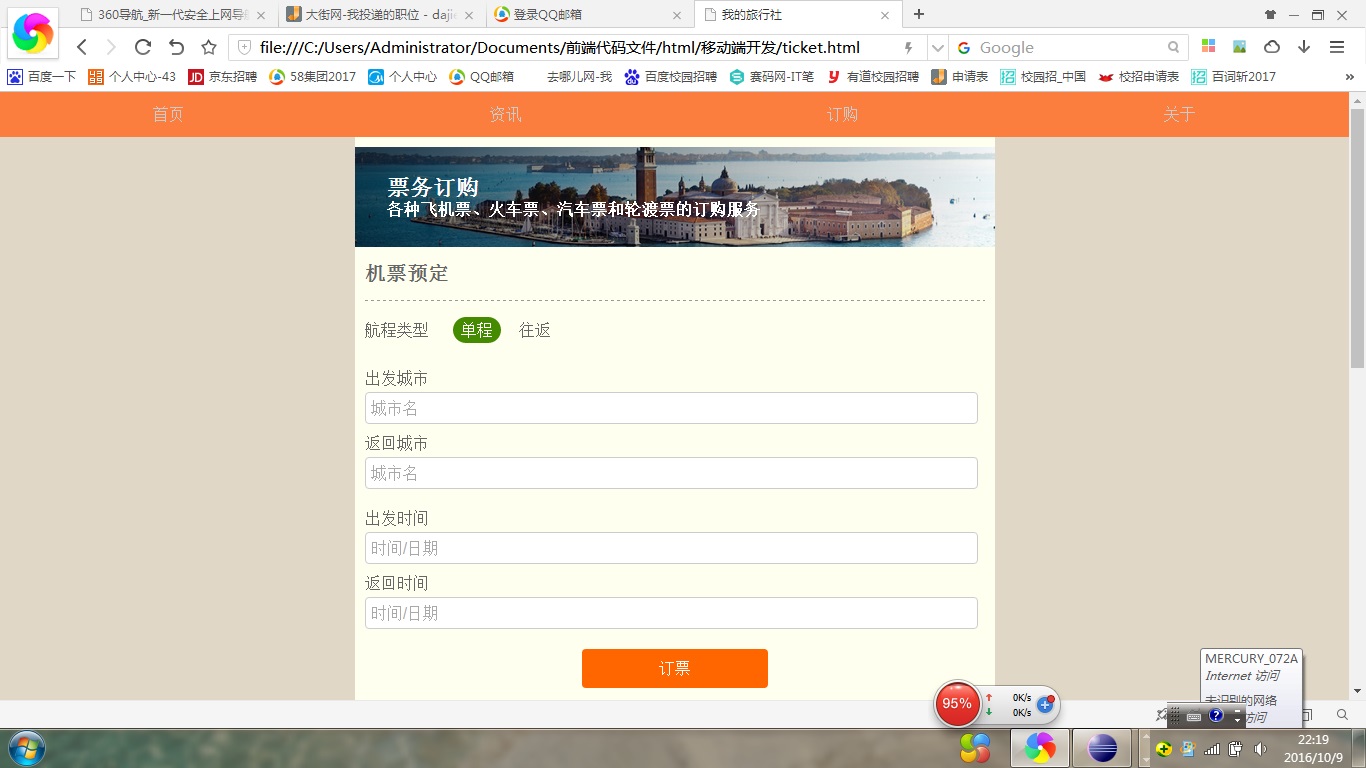 360导航_新一代安全上网导航
大街网-我投递的职位 - dajie
登录QQ邮箱
我的旅行社
file:///C:/Users/Administrator/Documents/前端代码文件/html/移动端开发/ticket.html
Google
百度一下 个人中心-43 京东招聘 58集团2017 个人中心 QQ邮箱 去哪儿网-我 百度校园招聘 赛码网-IT笔 有道校园招聘 申请表 校园招_中国 校招申请表 百词斩2017
首页 资讯 订购 关于
票务订购
各种飞机票、火车票、汽车票和轮渡票的订购服务
机票预定
航程类型 单程 往返
出发城市
城市名
返回城市
城市名
出发时间
时间/日期
返回时间
时间/日期
订票
MERCURY_072A
Internet 访问
未识别的网络
访问
95%
0K/s
0K/s
22:19
2016/10/9